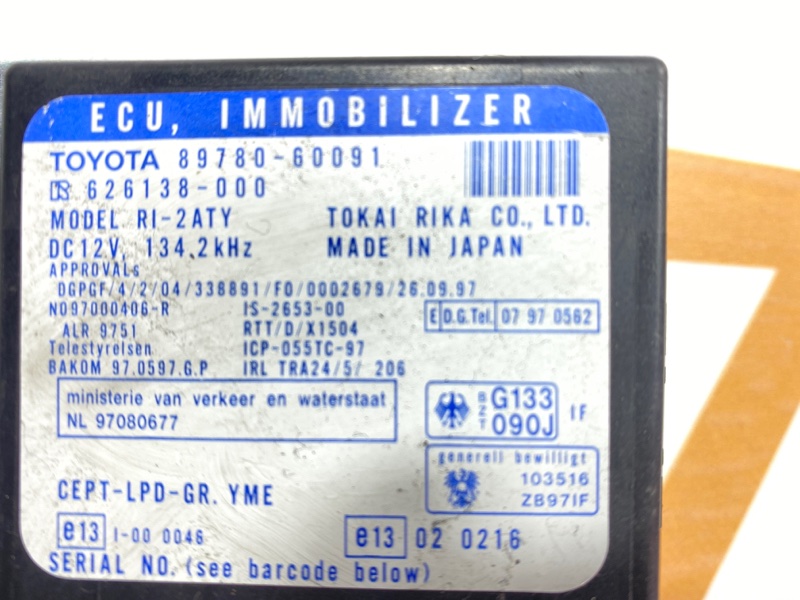 ECU, IMMOBILIZER
TOYOTA 89780-60091
626138-000
MODEL RI-2ATY TOKAI RIKA CO., LTD.
DC12V, 134.2kHz MADE IN JAPAN
APPROVALs
DGPGF/4/2/04/338891/FO/0002679/26.09.97
NO97000406-R IS-2653-00
E D.G.Tel. 07 97 0562
ALR 9751 RTT/D/X1504
Telestyrelsen ICP-055TC-97
BAKOM 97.0597.G.P IRL TRA24/5/ 206
ministerie van verkeer en waterstaat
NL 97080677
BZT G133 090J IF
generell bewilligt
103516
ZB97IF
CEPT-LPD-GR. YME
e13 I-00 0046 e13 02 0216
SERIAL NO. (see barcode below)